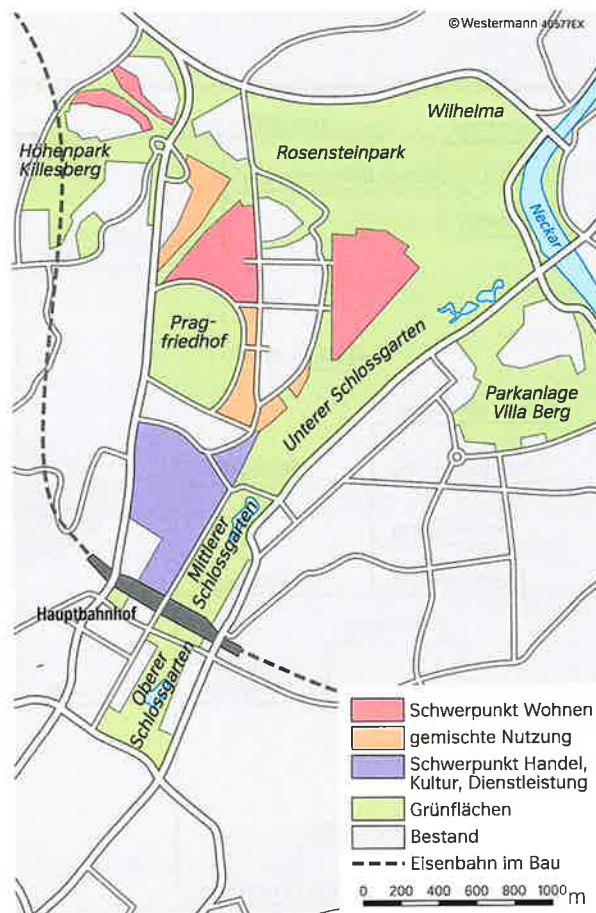 ©Westermann 40577EX
Wilhelma
Höhenpark
Killesberg
Rosensteinpark
Neckar
Prag-
friedhof
Unterer Schlossgarten
Parkanlage
Villa Berg
Mittlerer
Schlossgarten
Hauptbahnhof
Oberer
Schlossgarten
Schwerpunkt Wohnen
gemischte Nutzung
Schwerpunkt Handel,
Kultur, Dienstleistung
Grünflächen
Bestand
Eisenbahn im Bau
0 200 400 600 800 1000 m